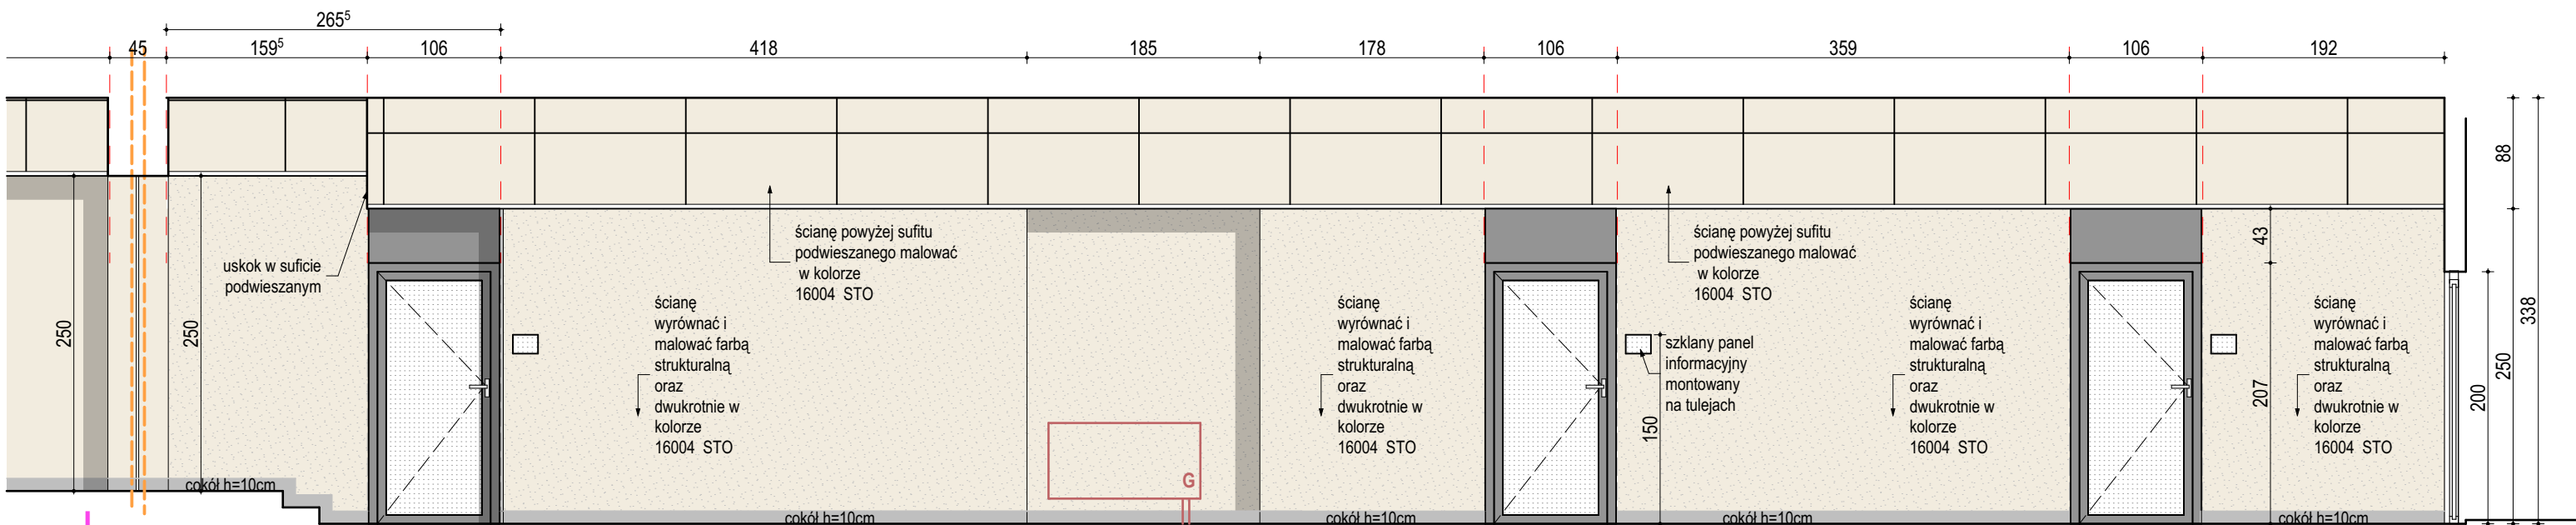 265⁵
45
159⁵
106
418
185
178
106
359
106
192
88
338
250
200
43
207
250
250
uskok w suficie
podwieszanym
ścianę
wyrównać i
malować farbą
strukturalną
oraz
dwukrotnie w
kolorze
16004 STO
ścianę powyżej sufitu
podwieszanego malować
w kolorze
16004 STO
ścianę
wyrównać i
malować farbą
strukturalną
oraz
dwukrotnie w
kolorze
16004 STO
ścianę powyżej sufitu
podwieszanego malować
w kolorze
16004 STO
szklany panel
informacyjny
montowany
na tulejach
150
ścianę
wyrównać i
malować farbą
strukturalną
oraz
dwukrotnie w
kolorze
16004 STO
ścianę
wyrównać i
malować farbą
strukturalną
oraz
dwukrotnie w
kolorze
16004 STO
G
cokół h=10cm
cokół h=10cm
cokół h=10cm
cokół h=10cm
cokół h=10cm